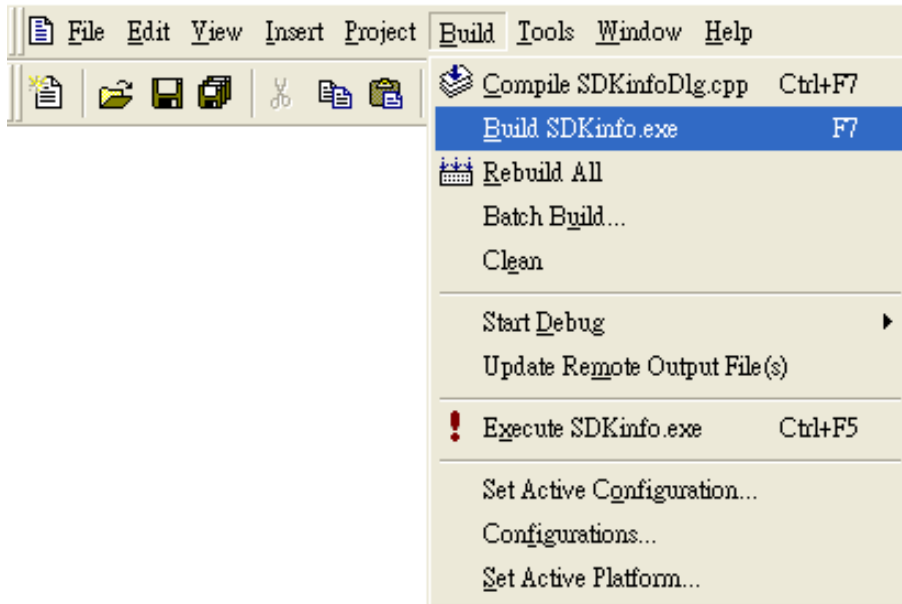 File Edit View Insert Project Build Tools Window Help
Compile SDKinfoDlg.cpp Ctrl+F7
Build SDKinfo.exe F7
Rebuild All
Batch Build...
Clean
Start Debug
Update Remote Output File(s)
Execute SDKinfo.exe Ctrl+F5
Set Active Configuration...
Configurations...
Set Active Platform...